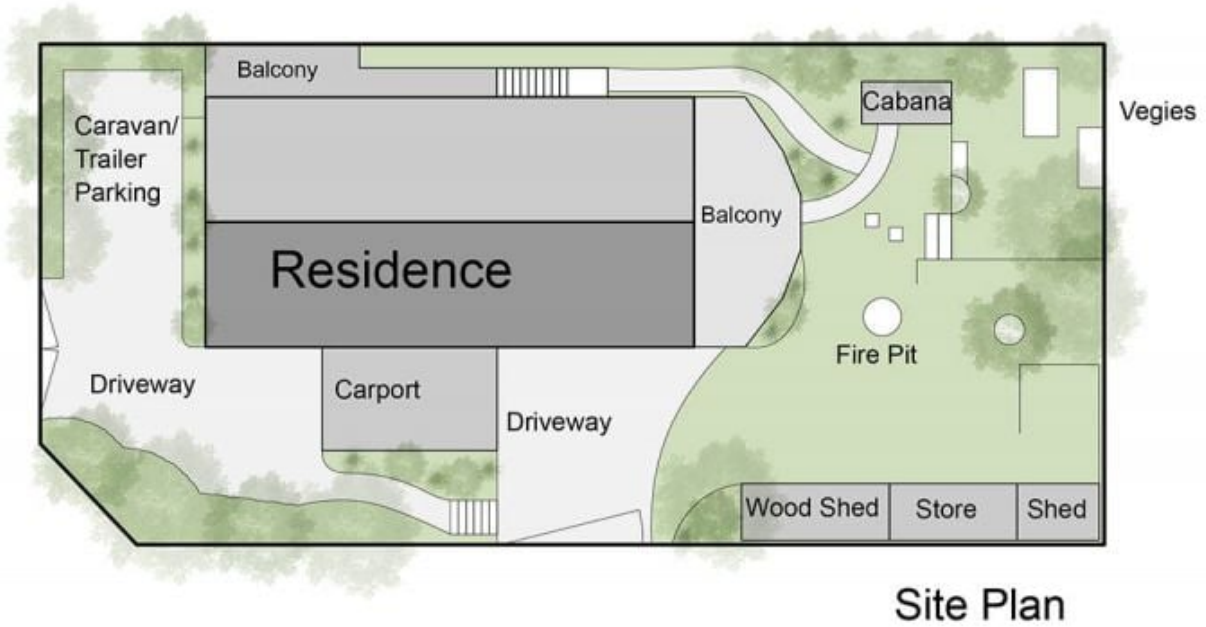 Balcony
Cabana
Vegies
Caravan/
Trailer
Parking
Balcony
Residence
Fire Pit
Driveway
Carport
Driveway
Wood Shed
Store
Shed
Site Plan